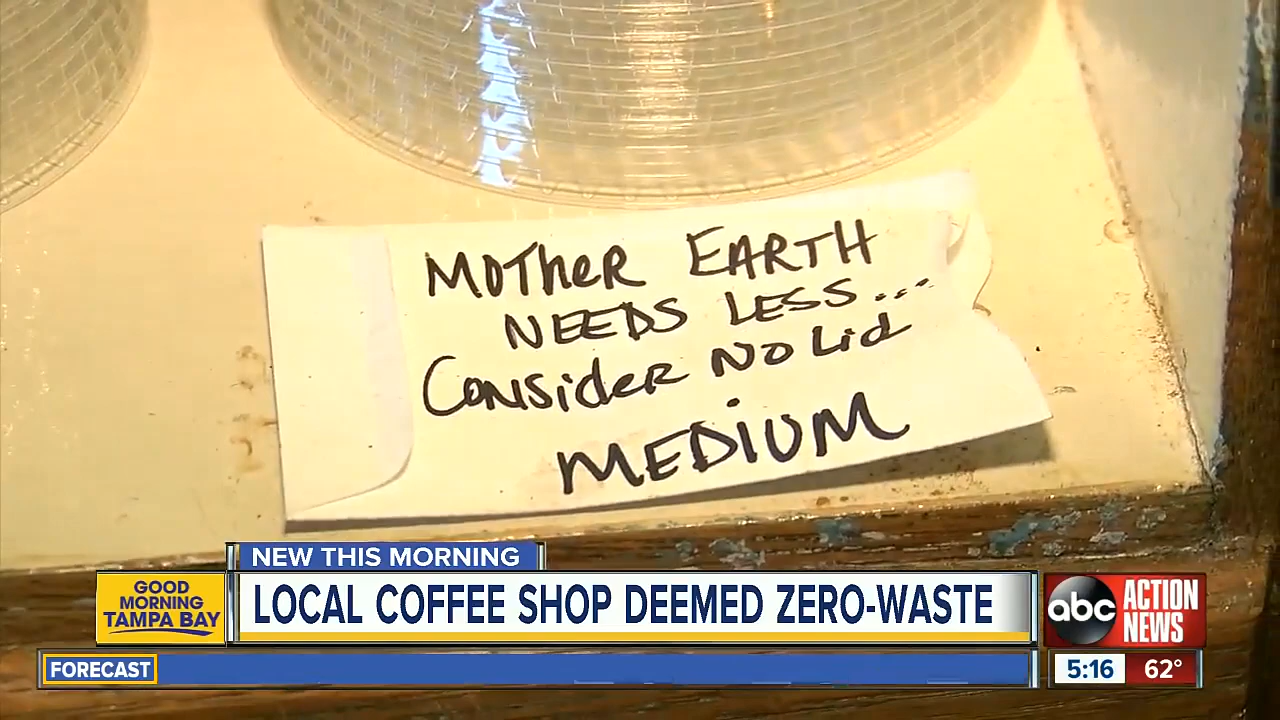 MOTHER EARTH
NEEDS LESS...
CONSIDER NO Lid
MEDIUM
NEW THIS MORNING
GOOD
MORNING
TAMPA BAY
LOCAL COFFEE SHOP DEEMED ZERO-WASTE
abc
ACTION
NEWS
FORECAST
5:16
62°